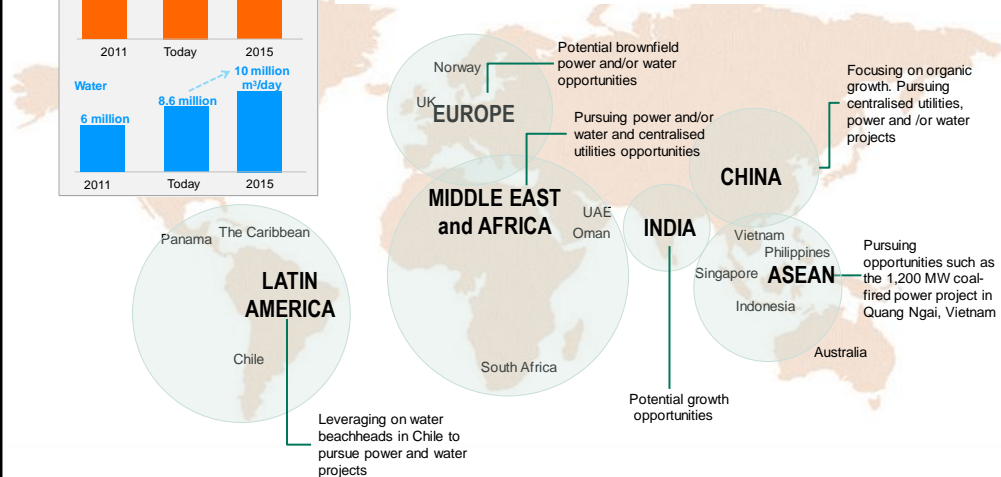 2011 Today 2015
Water
6 million
8.6 million
10 million
m³/day
2011 Today 2015
Norway
UK
EUROPE
Potential brownfield
power and/or water
opportunities
Pursuing power and/or
water and centralised
utilities opportunities
MIDDLE EAST
and AFRICA
UAE
Oman
South Africa
Focusing on organic
growth. Pursuing
centralised utilities,
power and /or water
projects
CHINA
INDIA
Potential growth
opportunities
Vietnam
Philippines
Singapore
ASEAN
Indonesia
Pursuing
opportunities such as
the 1,200 MW coal-
fired power project in
Quang Ngai, Vietnam
Australia
Panama
The Caribbean
LATIN
AMERICA
Chile
Leveraging on water
beachheads in Chile to
pursue power and water
projects